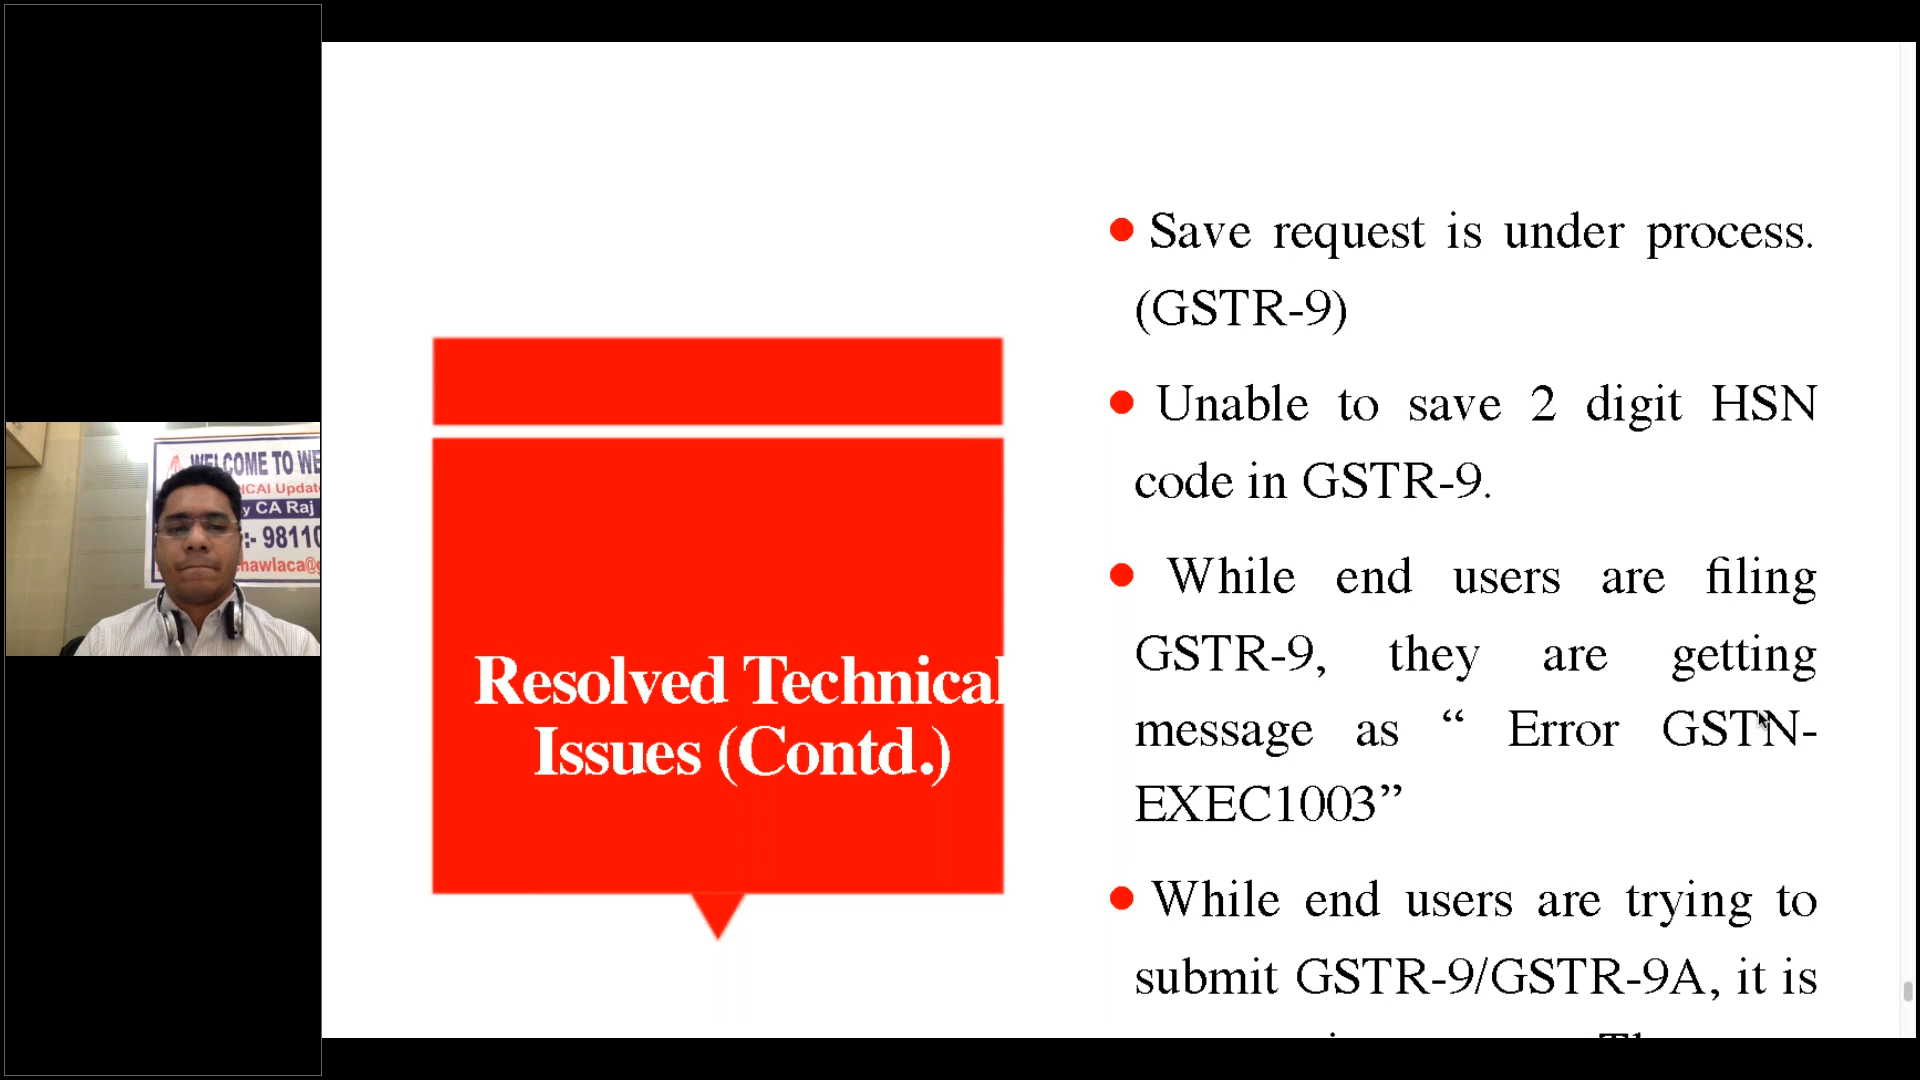 WELCOME TO WE
HCAI Updat
y CA Raj
:- 98110
hawlaca@g
Resolved Technical
Issues (Contd.)
Save request is under process.
(GSTR-9)
Unable to save 2 digit HSN
code in GSTR-9.
While end users are filing
GSTR-9, they are getting
message as “ Error GSTN-
EXEC1003”
While end users are trying to
submit GSTR-9/GSTR-9A, it is